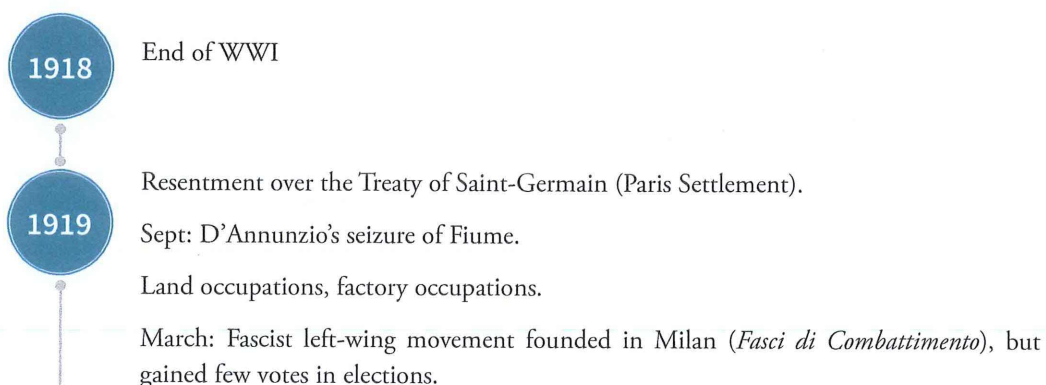 1918
End of WWI
1919
Resentment over the Treaty of Saint-Germain (Paris Settlement).
Sept: D’Annunzio’s seizure of Fiume.
Land occupations, factory occupations.
March: Fascist left-wing movement founded in Milan (Fasci di Combattimento), but
gained few votes in elections.